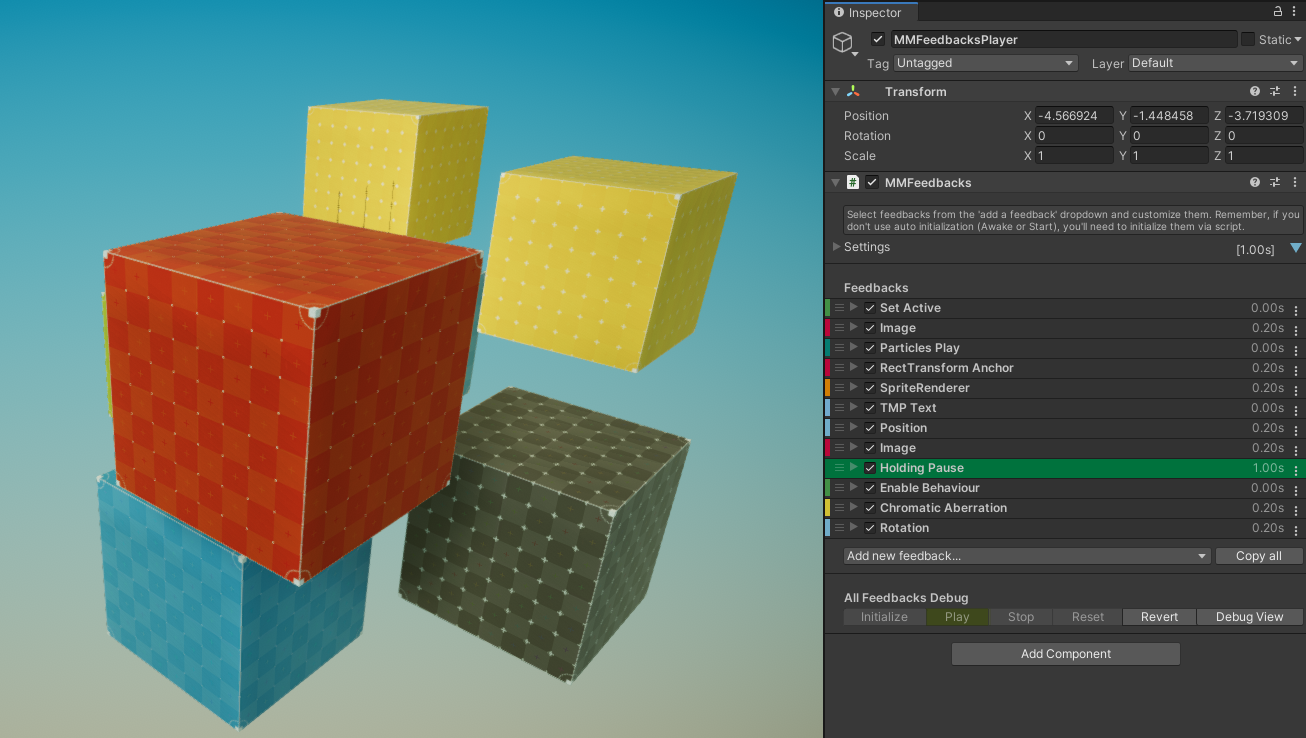 Inspector
MMFeedbacksPlayer Static
Tag Untagged Layer Default
Transform
Position X -4.566924 Y -1.448458 Z -3.719309
Rotation X 0 Y 0 Z 0
Scale X 1 Y 1 Z 1
# MMFeedbacks
Select feedbacks from the 'add a feedback' dropdown and customize them. Remember, if you
don't use auto initialization (Awake or Start), you'll need to initialize them via script.
Settings [1.00s]
Feedbacks
Set Active 0.00s
Image 0.20s
Particles Play 0.00s
RectTransform Anchor 0.20s
SpriteRenderer 0.20s
TMP Text 0.00s
Position 0.20s
Image 0.20s
Holding Pause 1.00s
Enable Behaviour 0.00s
Chromatic Aberration 0.20s
Rotation 0.20s
Add new feedback... Copy all
All Feedbacks Debug
Initialize Play Stop Reset Revert Debug View
Add Component